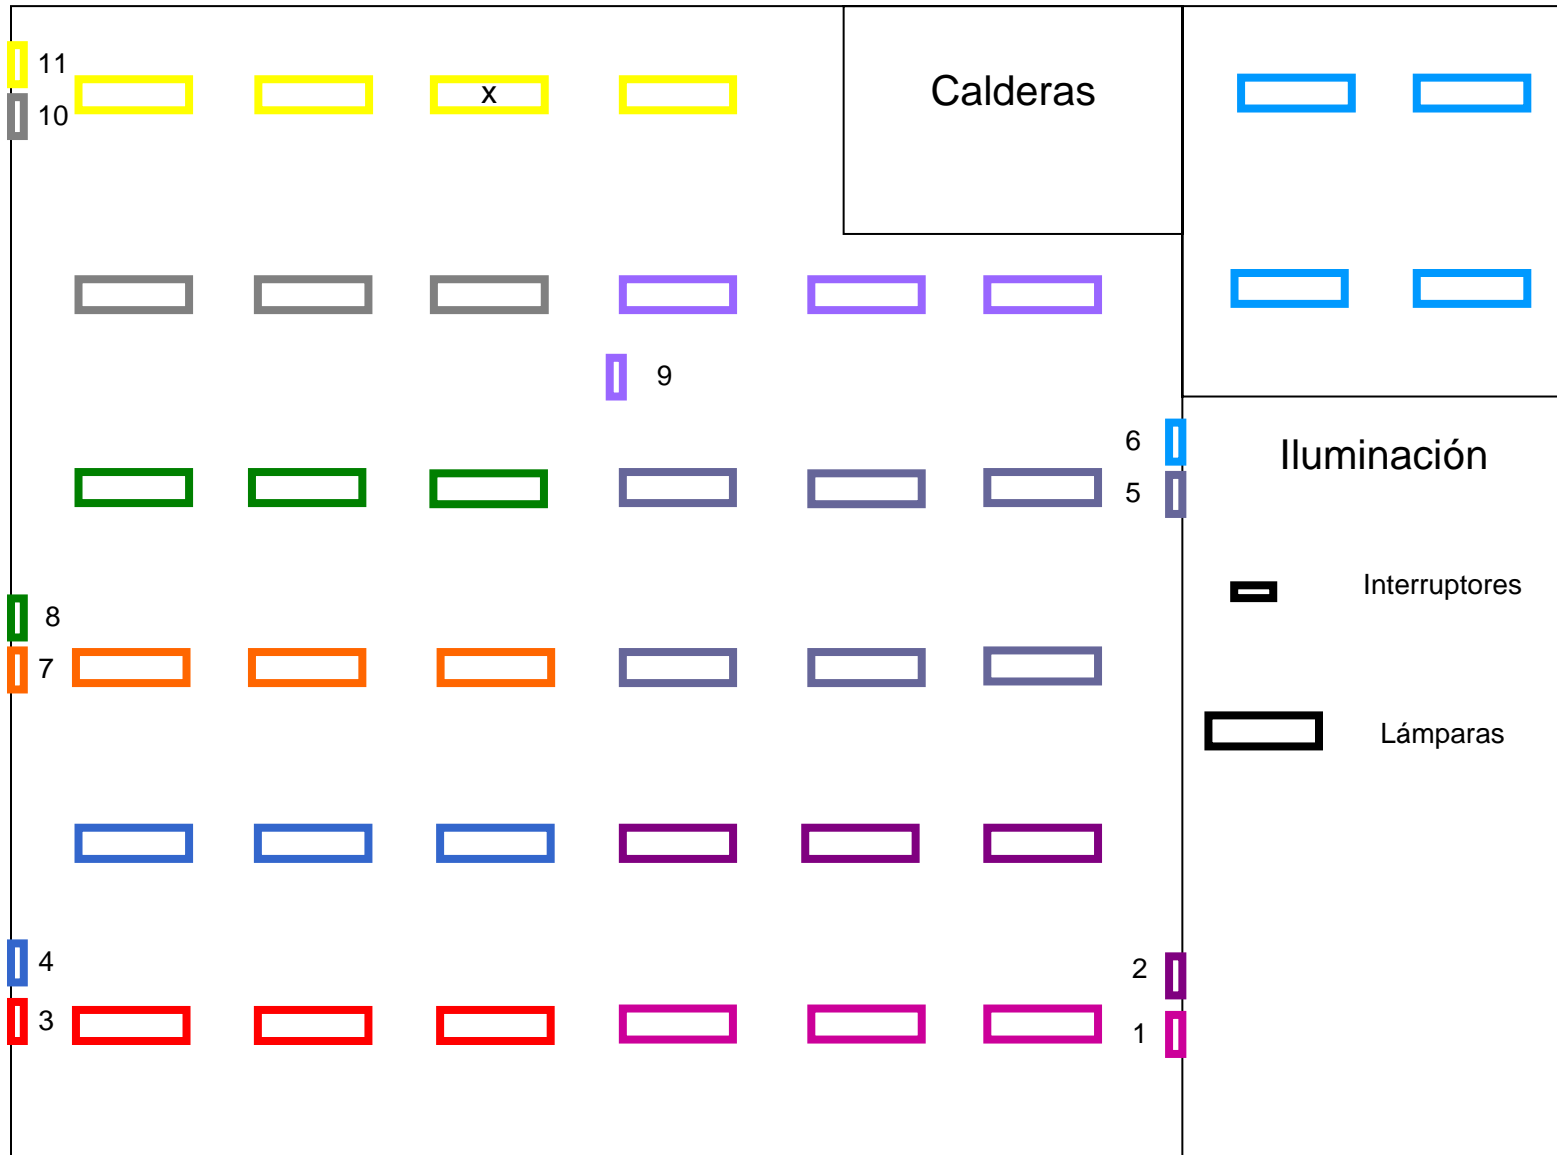 11
x
Calderas
10
9
6
Iluminación
5
Interruptores
8
7
Lámparas
4
2
3
1